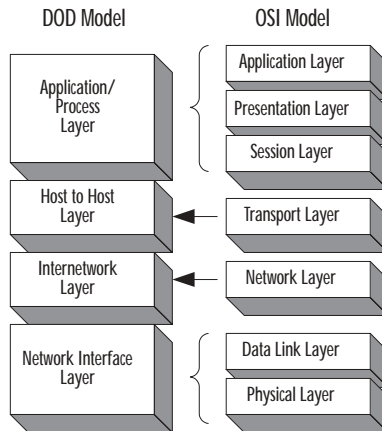 DOD Model
OSI Model
Application/
Process
Layer
Application Layer
Presentation Layer
Session Layer
Host to Host
Layer
Transport Layer
Internetwork
Layer
Network Layer
Network Interface
Layer
Data Link Layer
Physical Layer